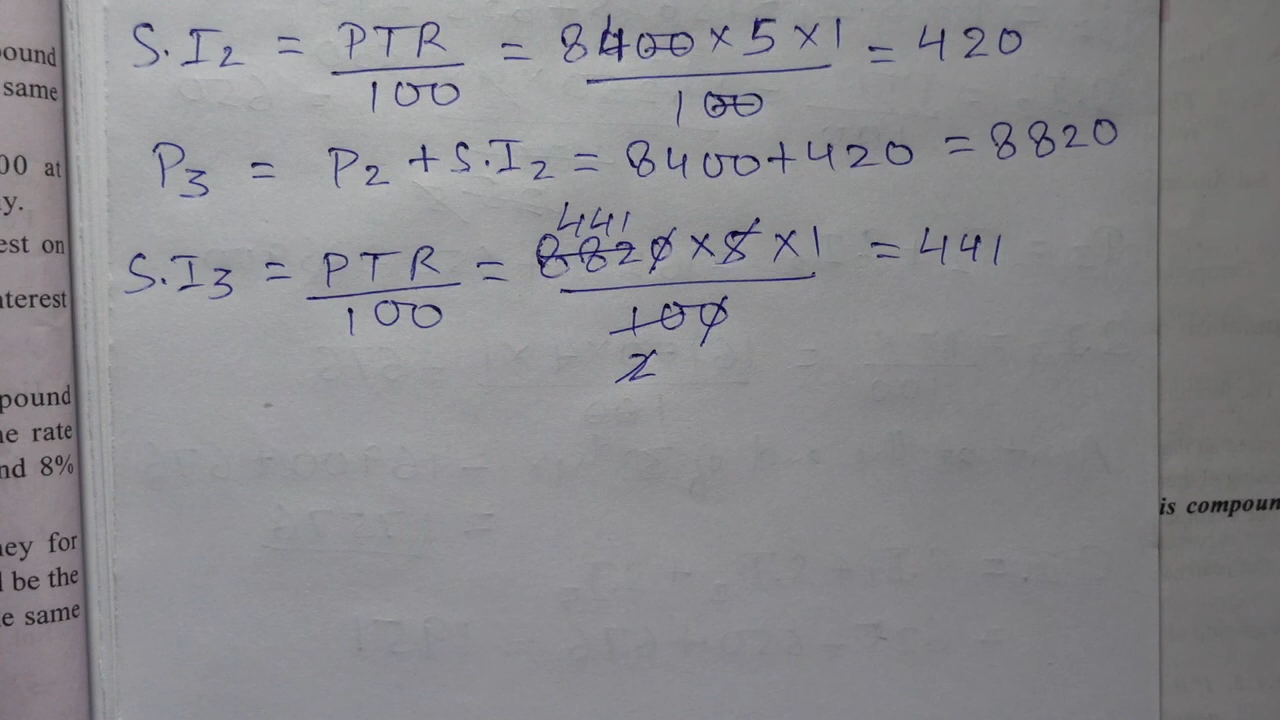 ound
same
S.I2 = PTR/100 = 8400 × 5 × 1/100 = 420
00 at
y.
P3 = P2 + S.I2 = 8400 + 420 = 8820
est on
nterest
441
S.I3 = PTR/100 = 8820 × 5 × 1/100 = 441
2
pound
ne rate
nd 8%
ney for
l be the
e same
is compoun